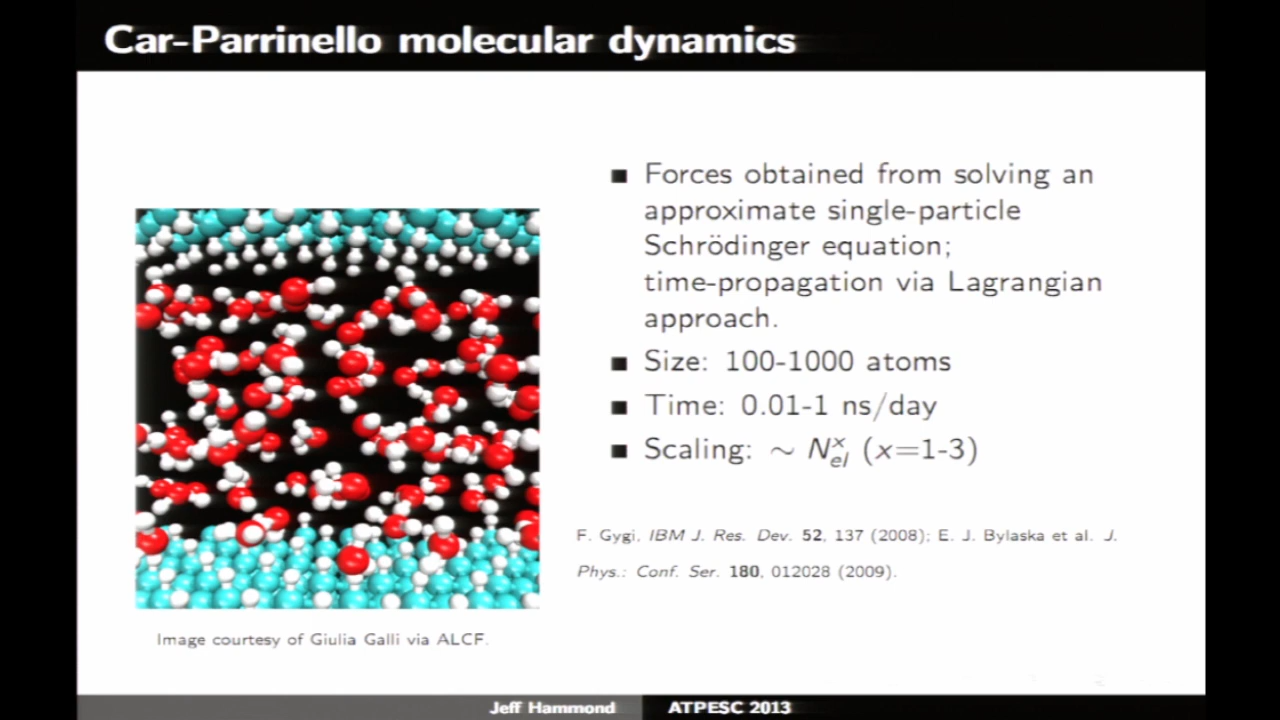 Car-Parrinello molecular dynamics
■ Forces obtained from solving an
approximate single-particle
Schrödinger equation;
time-propagation via Lagrangian
approach.
■ Size: 100-1000 atoms
■ Time: 0.01-1 ns/day
■ Scaling: ~ N_el^x (x=1-3)
F. Gygi, IBM J. Res. Dev. 52, 137 (2008); E. J. Bylaska et al. J.
Phys.: Conf. Ser. 180, 012028 (2009).
Image courtesy of Giulia Galli via ALCF.
Jeff Hammond ATPESC 2013